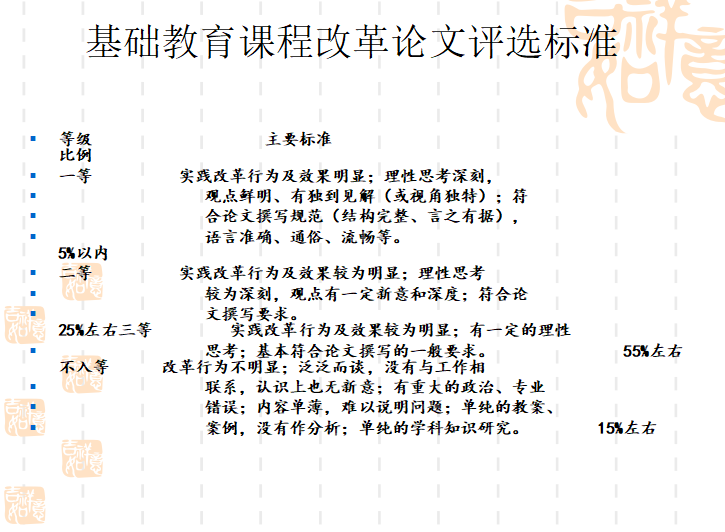 基础教育课程改革论文评选标准
等级 主要标准
比例
一等 实践改革行为及效果明显；理性思考深刻，
观点鲜明、有独到见解（或视角独特）；符
合论文撰写规范（结构完整、言之有据），
语言准确、通俗、流畅等。
5%以内
二等 实践改革行为及效果较为明显；理性思考
较为深刻，观点有一定新意和深度；符合论
文撰写要求。
25%左右三等 实践改革行为及效果较为明显；有一定的理性
思考；基本符合论文撰写的一般要求。 55%左右
不入等 改革行为不明显；泛泛而谈，没有与工作相
联系，认识上也无新意；有重大的政治、专业
错误；内容单薄，难以说明问题；单纯的教案、
案例，没有作分析；单纯的学科知识研究。 15%左右